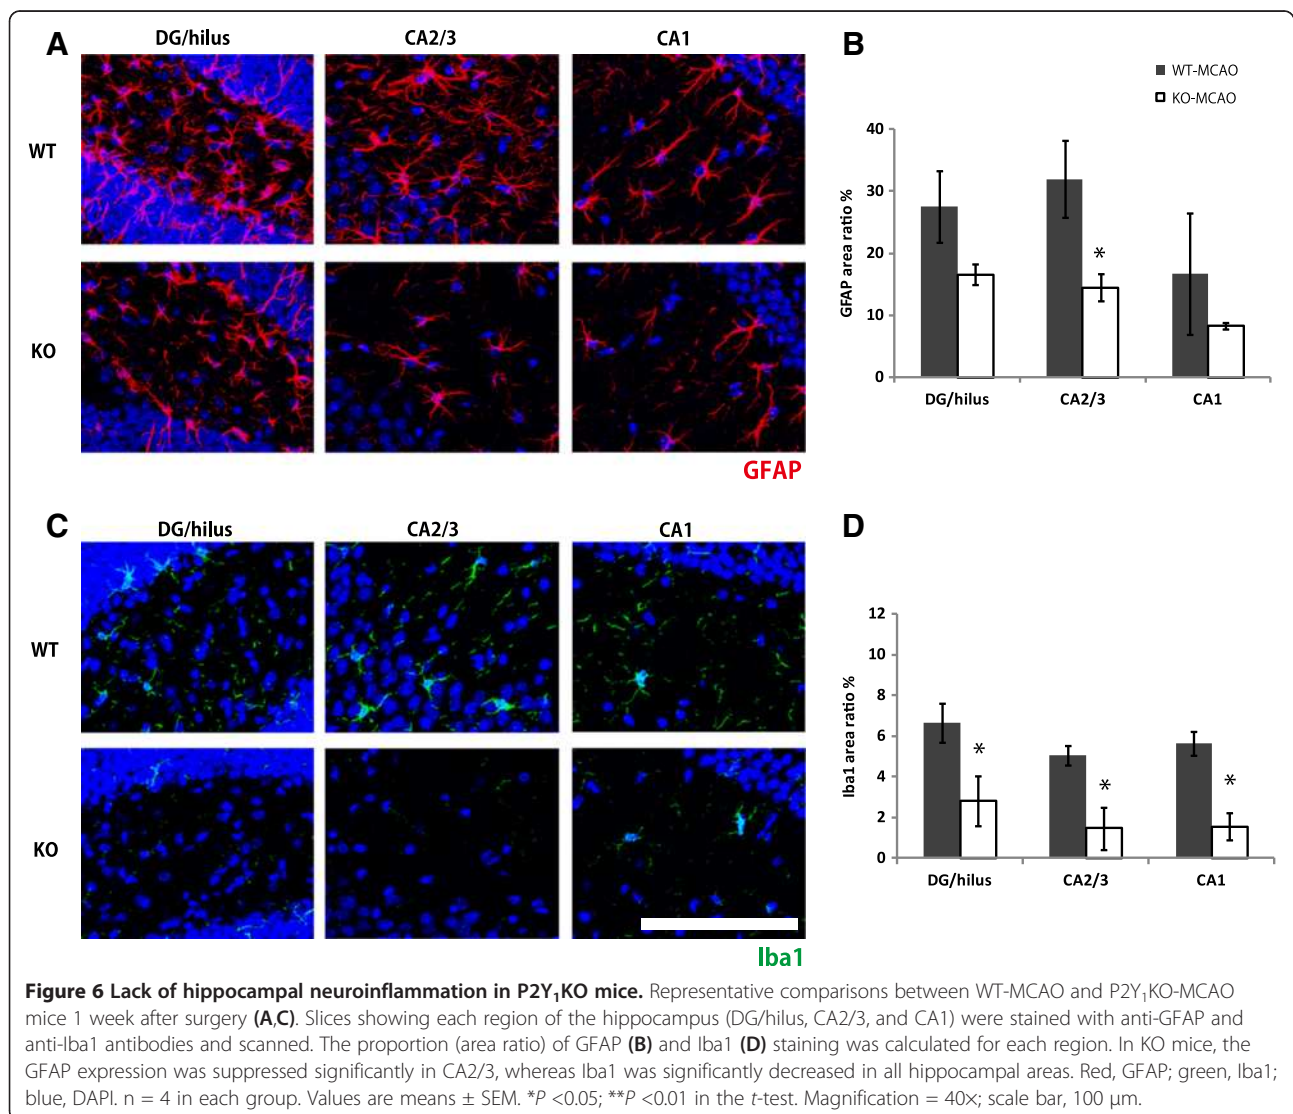 A
DG/hilus
CA2/3
CA1
WT
KO
GFAP
B
WT-MCAO
KO-MCAO
GFAP area ratio %
40
30
20
10
0
*
DG/hilus
CA2/3
CA1
C
DG/hilus
CA2/3
CA1
WT
KO
Iba1
D
Iba1 area ratio %
12
10
8
6
4
2
0
*
*
*
DG/hilus
CA2/3
CA1
Figure 6 Lack of hippocampal neuroinflammation in P2Y₁KO mice. Representative comparisons between WT-MCAO and P2Y₁KO-MCAO
mice 1 week after surgery (A,C). Slices showing each region of the hippocampus (DG/hilus, CA2/3, and CA1) were stained with anti-GFAP and
anti-Iba1 antibodies and scanned. The proportion (area ratio) of GFAP (B) and Iba1 (D) staining was calculated for each region. In KO mice, the
GFAP expression was suppressed significantly in CA2/3, whereas Iba1 was significantly decreased in all hippocampal areas. Red, GFAP; green, Iba1;
blue, DAPI. n = 4 in each group. Values are means ± SEM. *P <0.05; **P <0.01 in the t-test. Magnification = 40×; scale bar, 100 μm.